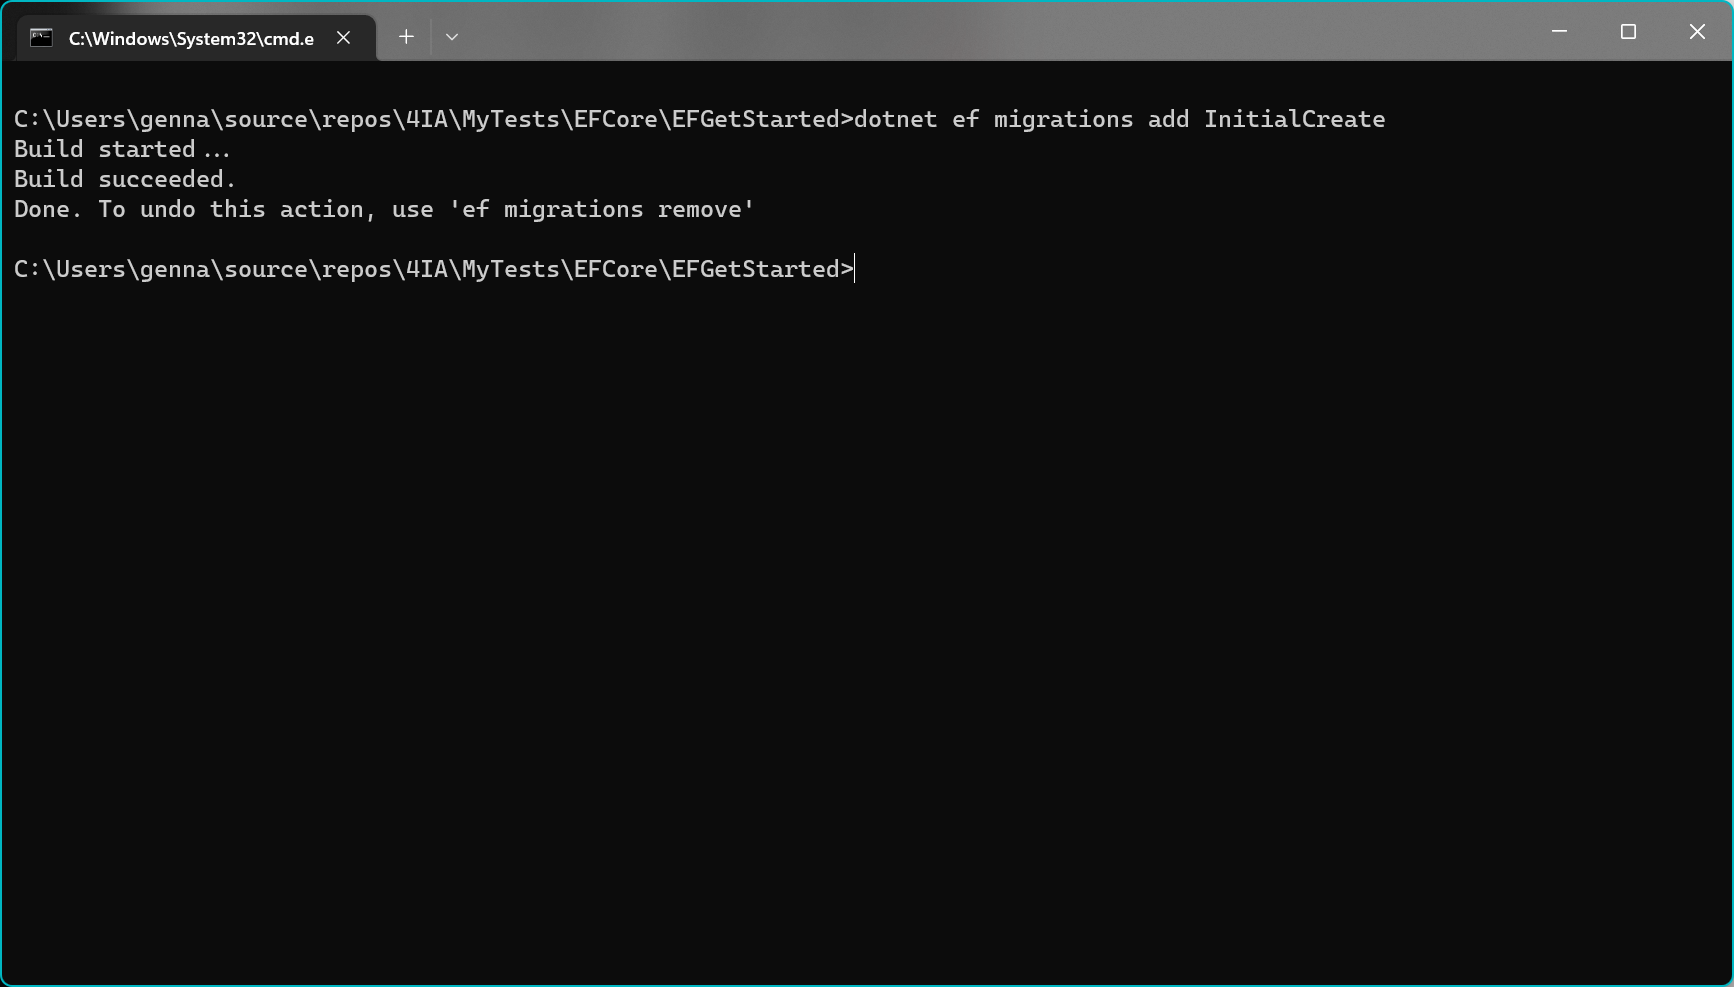 C:\Windows\System32\cmd.e
C:\Users\genna\source\repos\4IA\MyTests\EFCore\EFGetStarted>dotnet ef migrations add InitialCreate
Build started...
Build succeeded.
Done. To undo this action, use 'ef migrations remove'
C:\Users\genna\source\repos\4IA\MyTests\EFCore\EFGetStarted>